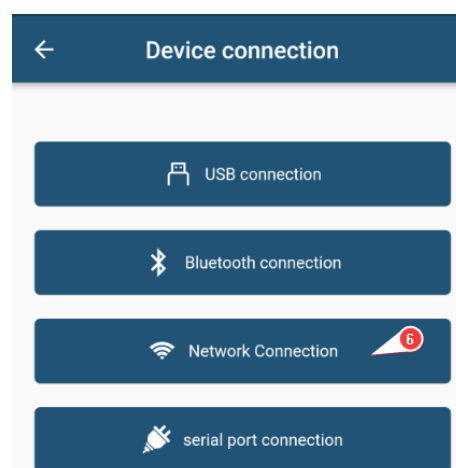 Device connection
USB connection
Bluetooth connection
Network Connection
6
serial port connection